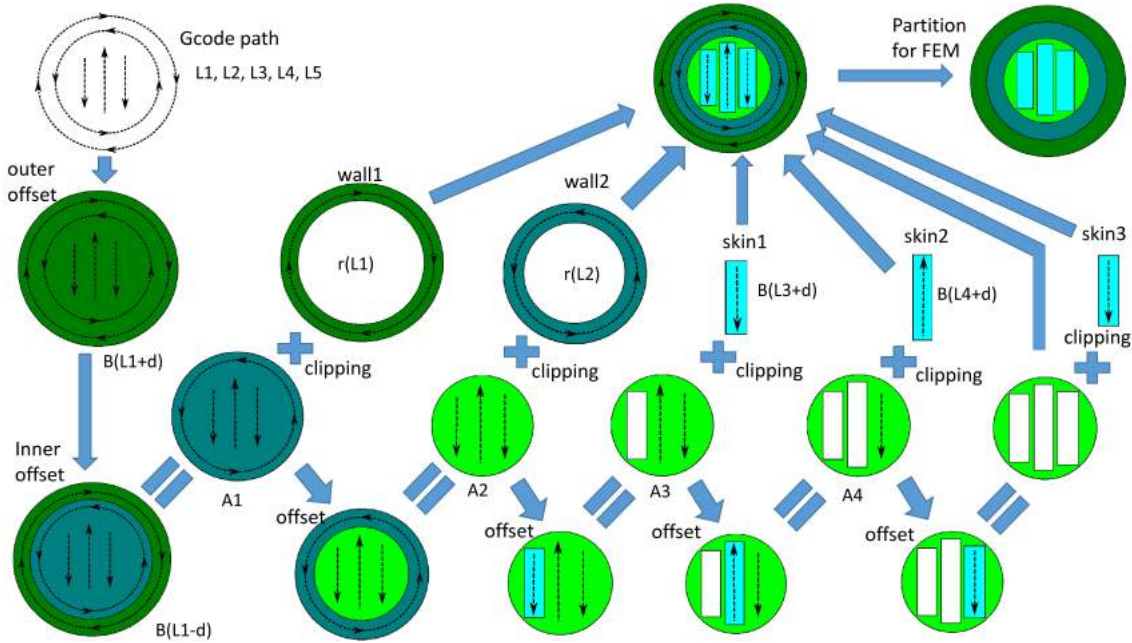 Gcode path
L1, L2, L3, L4, L5
Partition
for FEM
outer
offset
wall1
wall2
skin1
skin2
skin3
r(L1)
r(L2)
B(L3+d)
B(L4+d)
B(L1+d)
clipping
clipping
clipping
clipping
clipping
Inner
offset
A1
A2
A3
A4
offset
offset
offset
offset
B(L1-d)